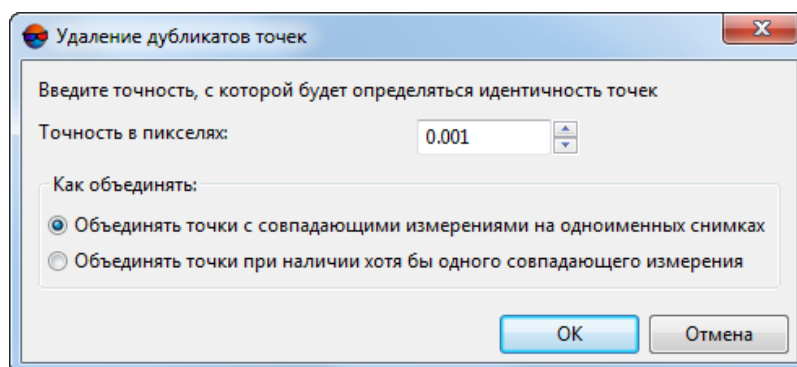 Удаление дубликатов точек
Введите точность, с которой будет определяться идентичность точек
Точность в пикселях: 0.001
Как объединять:
Объединять точки с совпадающими измерениями на одноименных снимках
Объединять точки при наличии хотя бы одного совпадающего измерения
OK Отмена